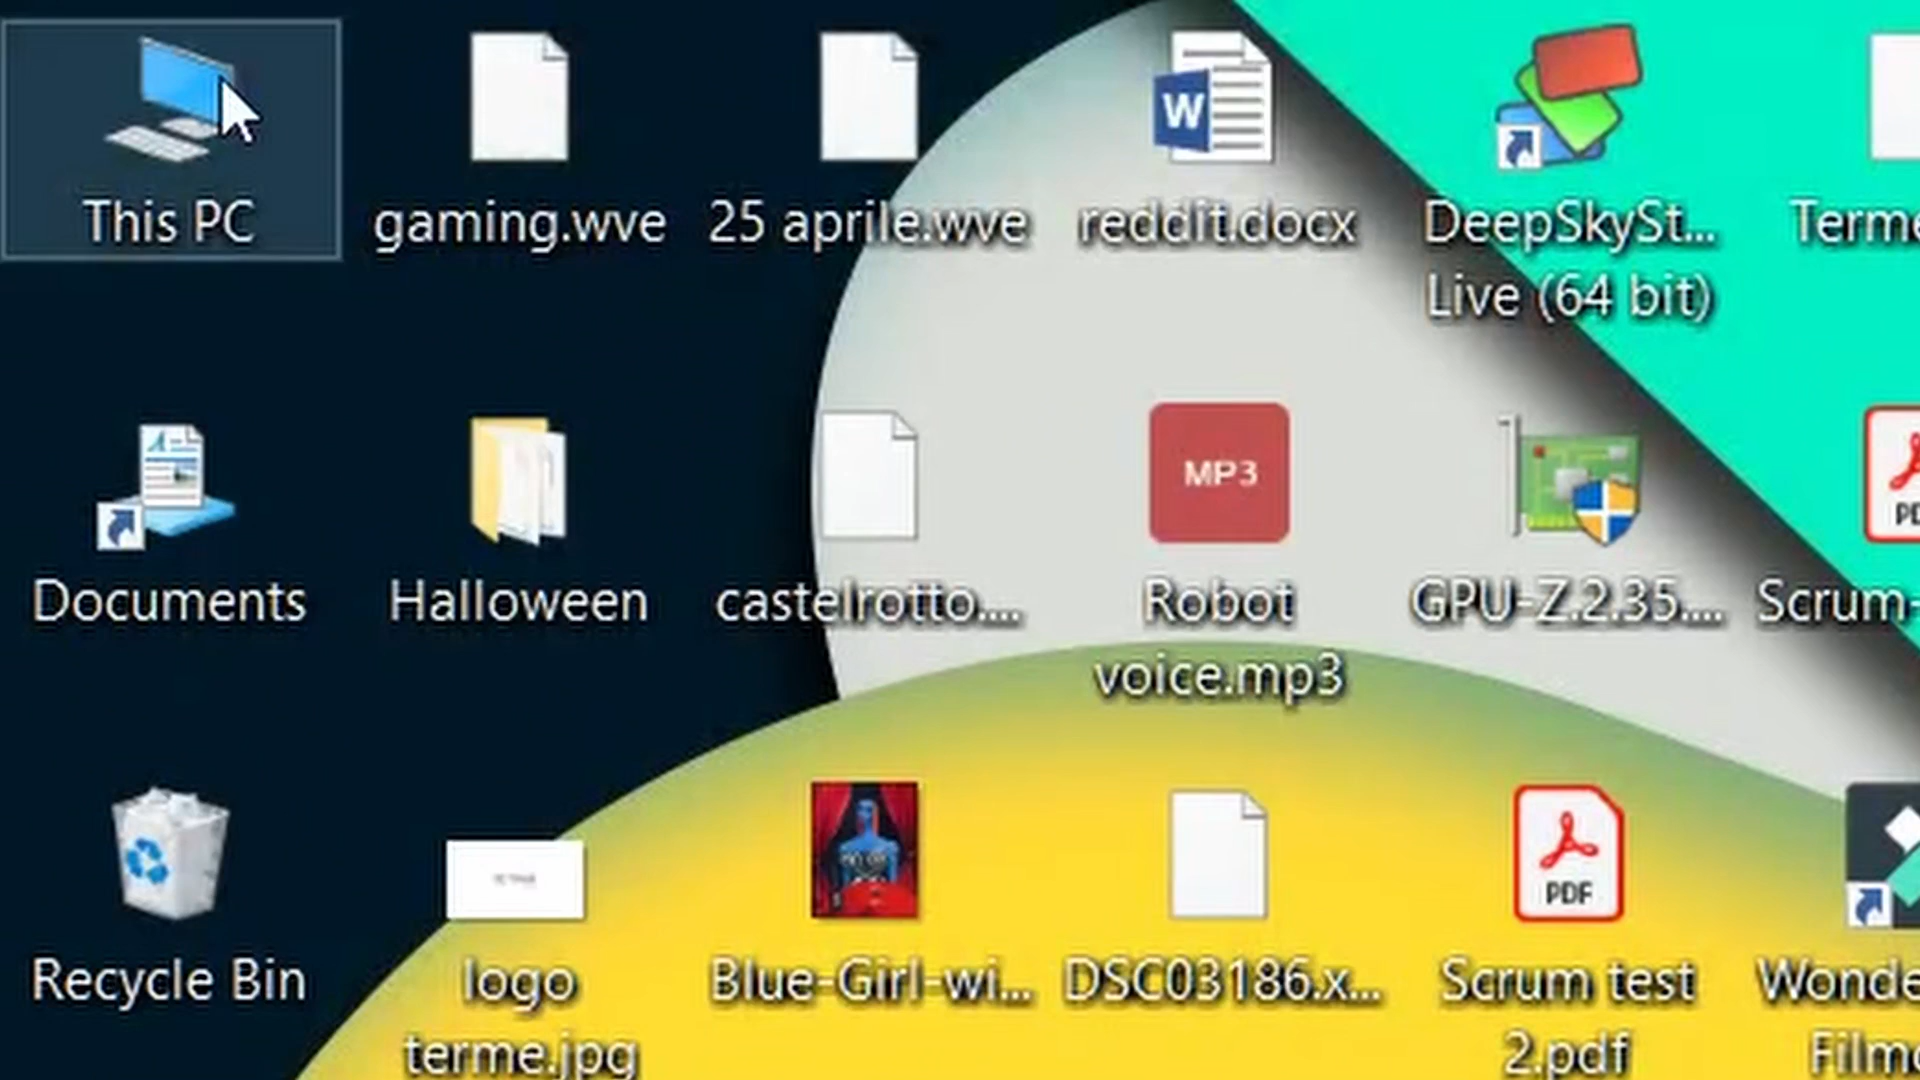 This PC
gaming.wve
25 aprile.wve
W
reddit.docx
DeepSkySt...
Live (64 bit)
Terme
Documents
Halloween
castelrotto....
MP3
Robot
voice.mp3
GPU-Z.2.35....
Scrum-
Recycle Bin
logo
terme.jpg
Blue-Girl-wi...
DSC03186.x...
PDF
Scrum test
2.pdf